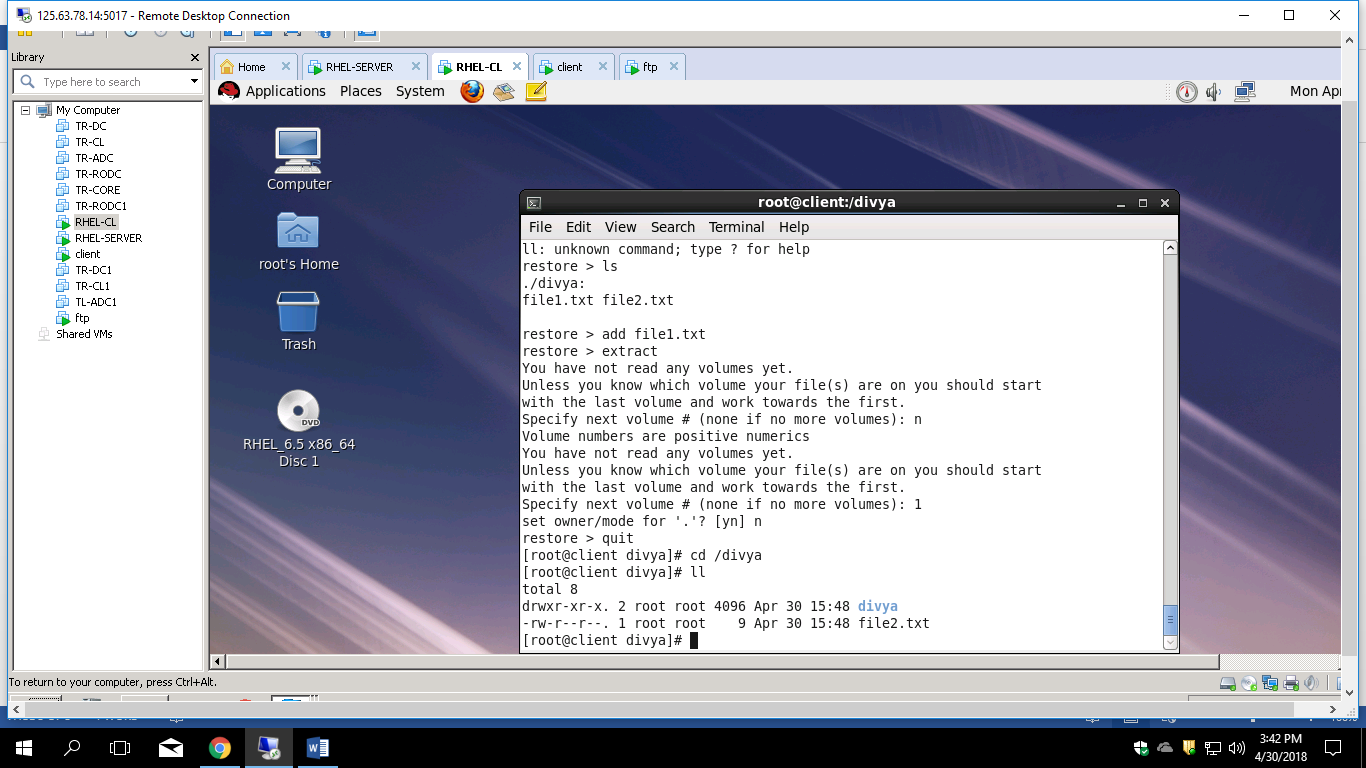 125.63.78.14:5017 - Remote Desktop Connection
Library
Type here to search
My Computer
TR-DC
TR-CL
TR-ADC
TR-RODC
TR-CORE
TR-RODC1
RHEL-CL
RHEL-SERVER
client
TR-DC1
TR-CL1
TL-ADC1
ftp
Shared VMs
Home
RHEL-SERVER
RHEL-CL
client
ftp
Applications Places System
Mon Apr
Computer
root's Home
Trash
DVD
RHEL_6.5 x86_64
Disc 1
root@client:/divya
File Edit View Search Terminal Help
ll: unknown command; type ? for help
restore > ls
./divya:
file1.txt file2.txt
restore > add file1.txt
restore > extract
You have not read any volumes yet.
Unless you know which volume your file(s) are on you should start
with the last volume and work towards the first.
Specify next volume # (none if no more volumes): n
Volume numbers are positive numerics
You have not read any volumes yet.
Unless you know which volume your file(s) are on you should start
with the last volume and work towards the first.
Specify next volume # (none if no more volumes): 1
set owner/mode for '.'? [yn] n
restore > quit
[root@client divya]# cd /divya
[root@client divya]# ll
total 8
drwxr-xr-x. 2 root root 4096 Apr 30 15:48 divya
-rw-r--r--. 1 root root    9 Apr 30 15:48 file2.txt
[root@client divya]#
To return to your computer, press Ctrl+Alt.
3:42 PM
4/30/2018